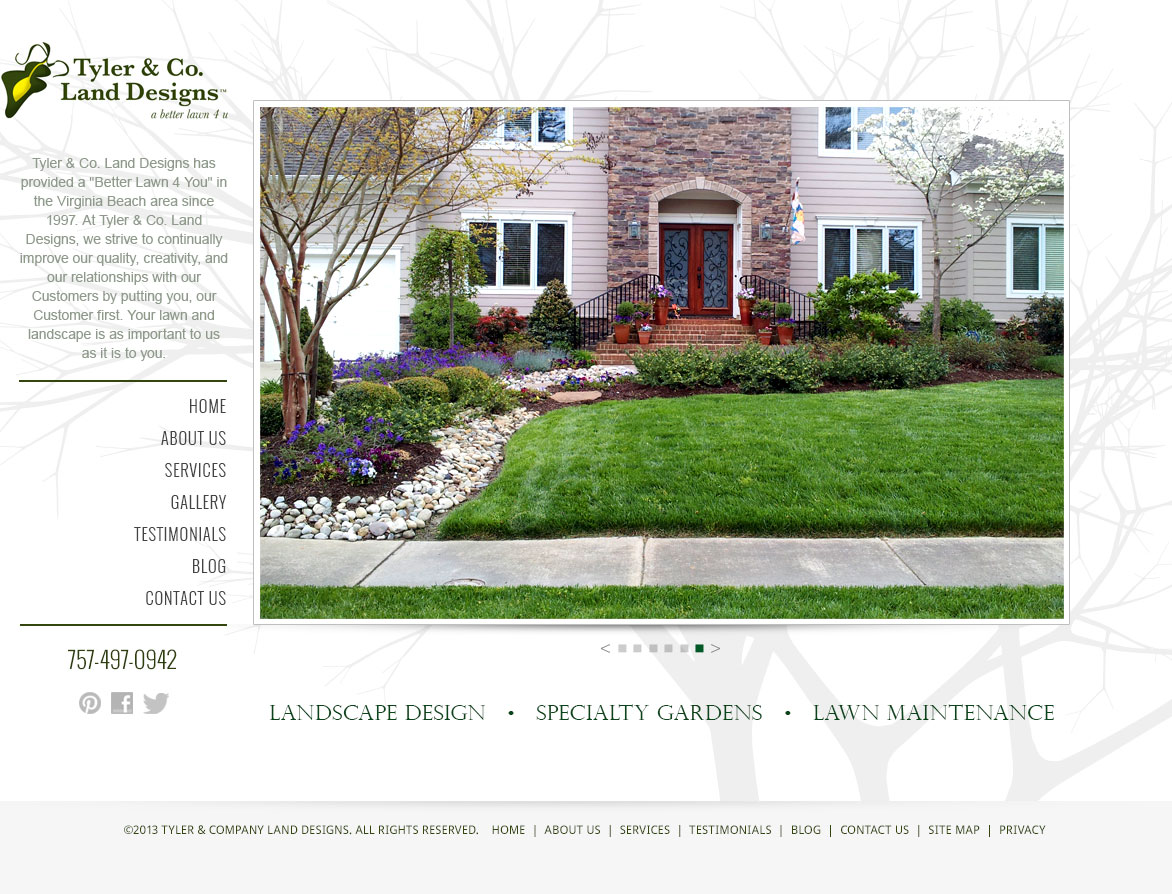 Tyler & Co.
Land Designs™
a better lawn 4 u
Tyler & Co. Land Designs has
provided a "Better Lawn 4 You" in
the Virginia Beach area since
1997. At Tyler & Co. Land
Designs, we strive to continually
improve our quality, creativity, and
our relationships with our
Customers by putting you, our
Customer first. Your lawn and
landscape is as important to us
as it is to you.
HOME
ABOUT US
SERVICES
GALLERY
TESTIMONIALS
BLOG
CONTACT US
757-497-0942
< >
LANDSCAPE DESIGN • SPECIALTY GARDENS • LAWN MAINTENANCE
©2013 TYLER & COMPANY LAND DESIGNS. ALL RIGHTS RESERVED. HOME | ABOUT US | SERVICES | TESTIMONIALS | BLOG | CONTACT US | SITE MAP | PRIVACY